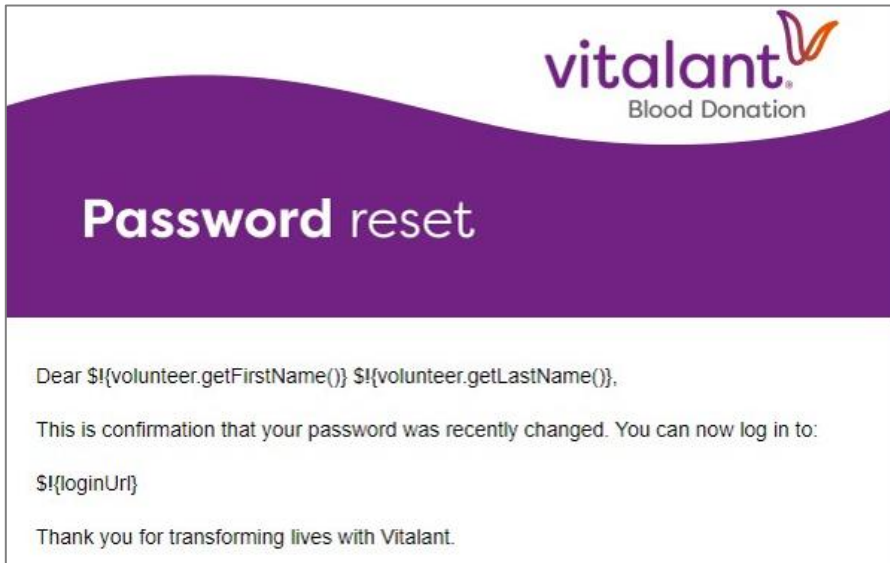 vitalant®
Blood Donation
Password reset
Dear $!{volunteer.getFirstName()} $!{volunteer.getLastName()},
This is confirmation that your password was recently changed. You can now log in to:
$!{loginUrl}
Thank you for transforming lives with Vitalant.